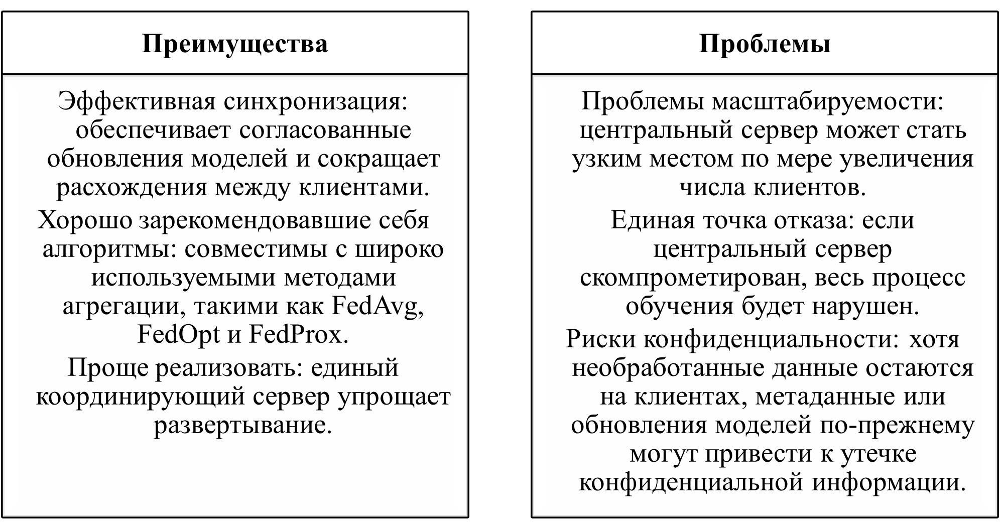 Преимущества
Эффективная синхронизация:
обеспечивает согласованные
обновления моделей и сокращает
расхождения между клиентами.
Хорошо зарекомендовавшие себя
алгоритмы: совместимы с широко
используемыми методами
агрегации, такими как FedAvg,
FedOpt и FedProx.
Проще реализовать: единый
координирующий сервер упрощает
развертывание.
Проблемы
Проблемы масштабируемости:
центральный сервер может стать
узким местом по мере увеличения
числа клиентов.
Единая точка отказа: если
центральный сервер
скомпрометирован, весь процесс
обучения будет нарушен.
Риски конфиденциальности: хотя
необработанные данные остаются
на клиентах, метаданные или
обновления моделей по-прежнему
могут привести к утечке
конфиденциальной информации.